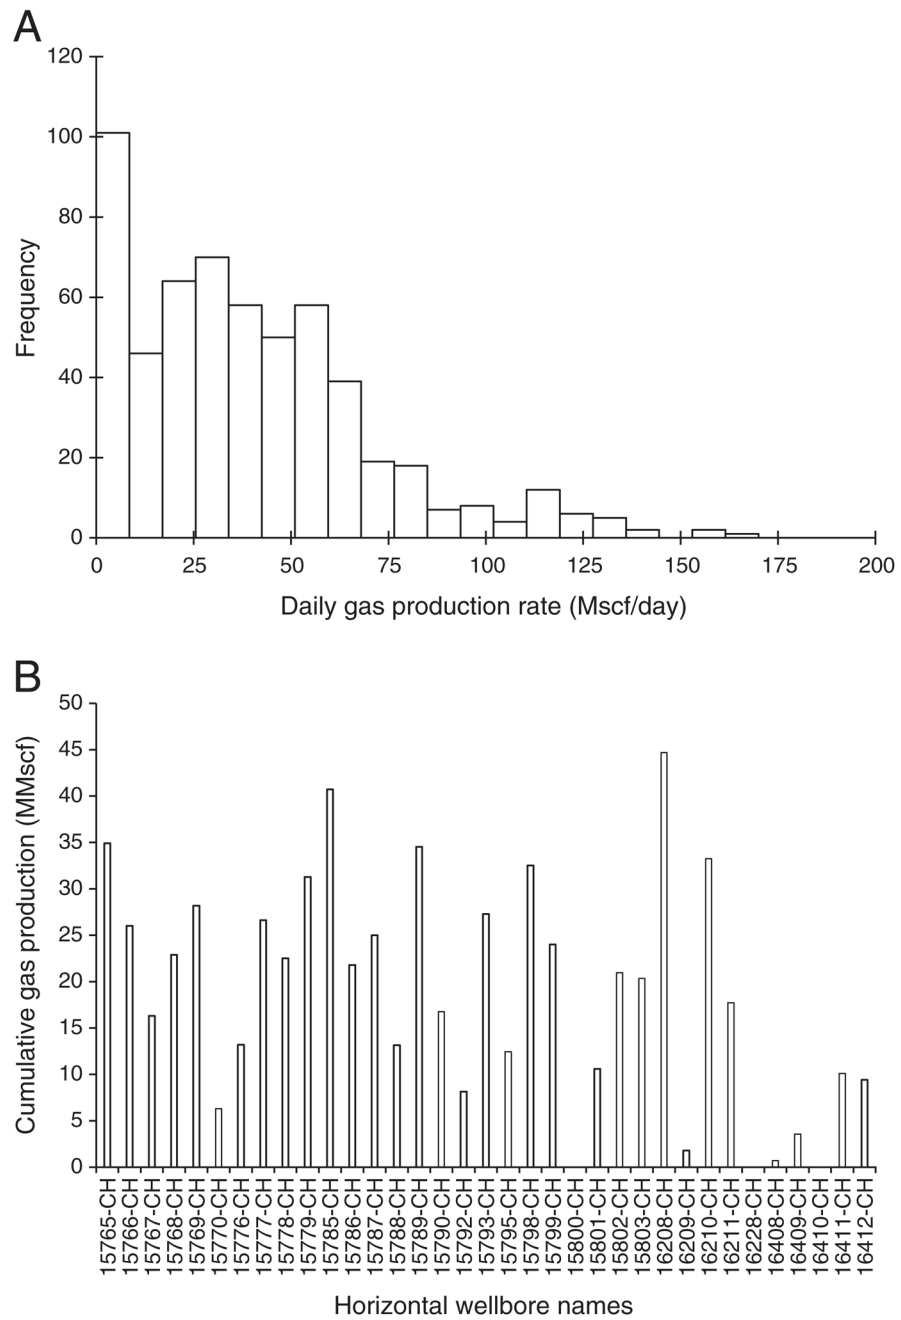 A
120
100
80
60
40
20
0
Frequency
0 25 50 75 100 125 150 175 200
Daily gas production rate (Mscf/day)
B
50
45
40
35
30
25
20
15
10
5
0
Cumulative gas production (MMscf)
15765-CH
15766-CH
15767-CH
15768-CH
15769-CH
15770-CH
15776-CH
15777-CH
15778-CH
15779-CH
15785-CH
15786-CH
15787-CH
15788-CH
15789-CH
15790-CH
15792-CH
15793-CH
15795-CH
15798-CH
15799-CH
15800-CH
15801-CH
15802-CH
15803-CH
16208-CH
16209-CH
16210-CH
16211-CH
16228-CH
16408-CH
16409-CH
16410-CH
16411-CH
16412-CH
Horizontal wellbore names